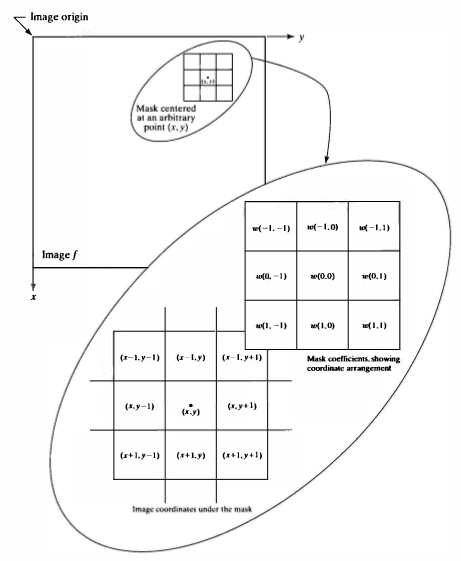 Image origin
y
(x, y)
Mask centered
at an arbitrary
point (x, y)
Image f
x
w(−1, −1) w(−1, 0) w(−1, 1)
w(0, −1) w(0, 0) w(0, 1)
w(1, −1) w(1, 0) w(1, 1)
Mask coefficients, showing
coordinate arrangement
(x−1, y−1) (x−1, y) (x−1, y+1)
(x, y−1) (x, y) (x, y+1)
(x+1, y−1) (x+1, y) (x+1, y+1)
Image coordinates under the mask